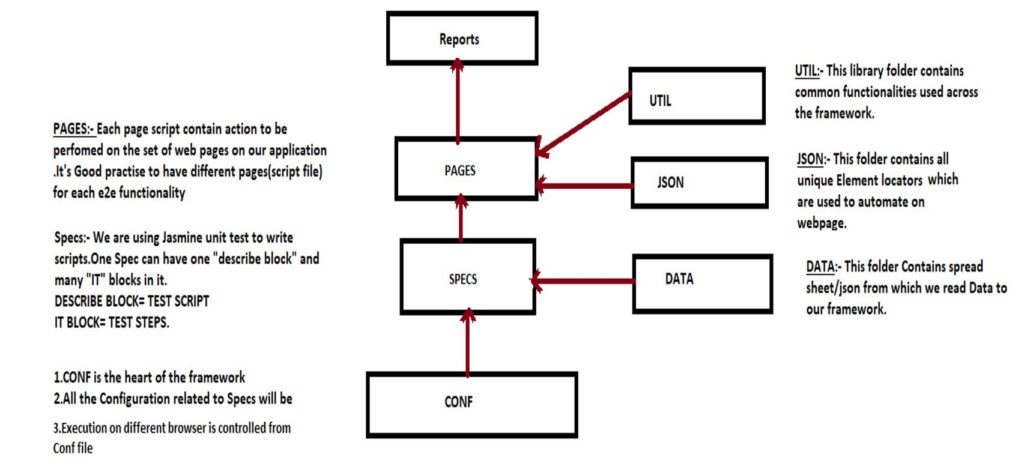 Reports
UTIL
UTIL:- This library folder contains
common functionalities used across
the framework.
PAGES:- Each page script contain action to be
perfomed on the set of web pages on our application
.It's Good practise to have different pages(script file)
for each e2e functionality
PAGES
JSON
JSON:- This folder contains all
unique Element locators which
are used to automate on
webpage.
Specs:- We are using Jasmine unit test to write
scripts.One Spec can have one "describe block" and
many "IT" blocks in it.
DESCRIBE BLOCK= TEST SCRIPT
IT BLOCK= TEST STEPS.
SPECS
DATA
DATA:- This folder Contains spread
sheet/json from which we read Data to
our framework.
1.CONF is the heart of the framework
2.All the Configuration related to Specs will be
3.Execution on different browser is controlled from
Conf file
CONF